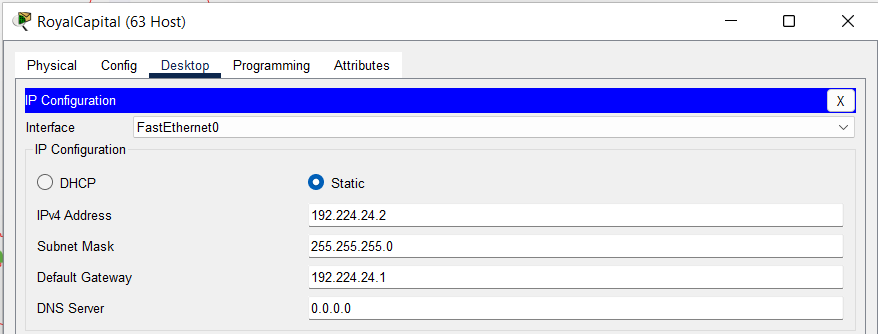 RoyalCapital (63 Host)
Physical Config Desktop Programming Attributes
IP Configuration X
Interface FastEthernet0
IP Configuration
DHCP Static
IPv4 Address 192.224.24.2
Subnet Mask 255.255.255.0
Default Gateway 192.224.24.1
DNS Server 0.0.0.0